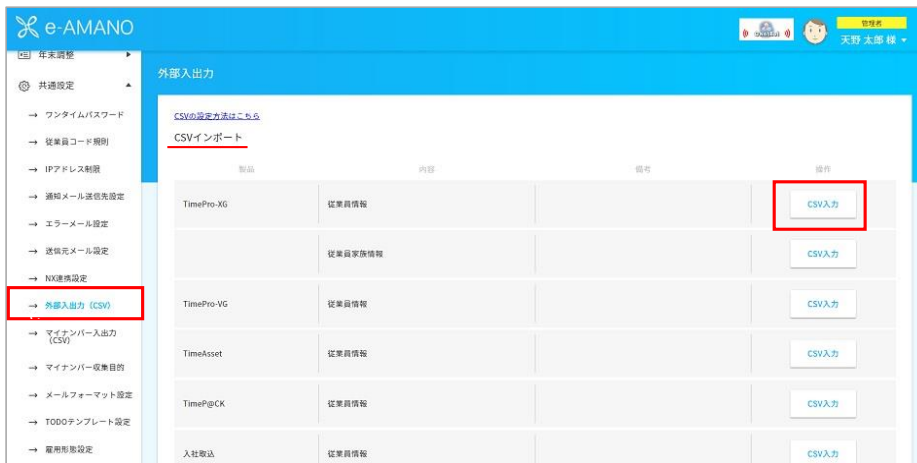 e-AMANO
管理者
天野 太郎 様
年末調整
共通設定
ワンタイムパスワード
従業員コード規則
IPアドレス制限
通知メール送信先設定
エラーメール設定
送信元メール設定
NX連携設定
外部入出力 (CSV)
マイナンバー入出力
(CSV)
マイナンバー収集目的
メールフォーマット設定
TODOテンプレート設定
雇用形態設定
外部入出力
CSVの設定方法はこちら
CSVインポート
製品 内容 備考 操作
TimePro-XG 従業員情報 CSV入力
従業員家族情報 CSV入力
TimePro-VG 従業員情報 CSV入力
TimeAsset 従業員情報 CSV入力
TimeP@CK 従業員情報 CSV入力
入社取込 従業員情報 CSV入力